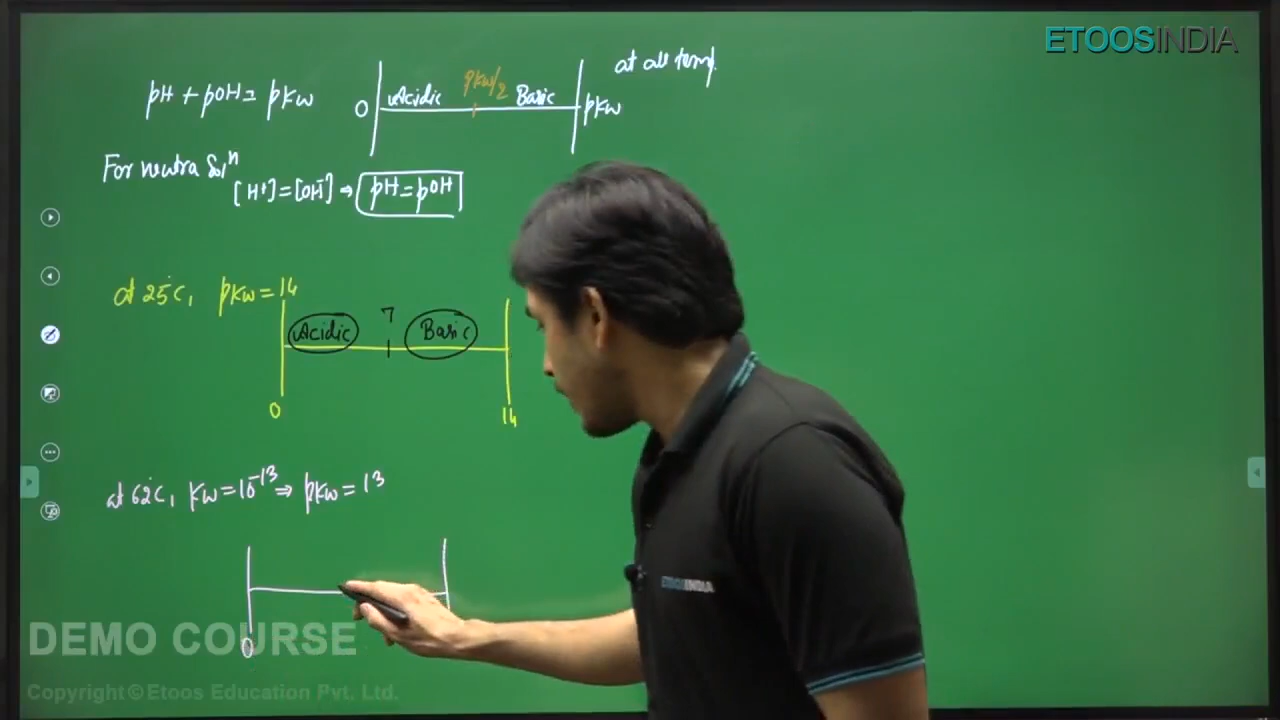 ETOOSINDIA
at all temp.
pH + pOH = pKw
0 Acidic pKw/2 Basic pKw
For neutra Solⁿ
[H⁺] = [OH⁻] ⇒ pH = pOH
at 25°C, pKw = 14
Acidic 7 Basic
0 14
at 62°C, Kw = 10⁻¹³ ⇒ pKw = 13
0
ETOOSINDIA
DEMO COURSE
Copyright © Etoos Education Pvt. Ltd.